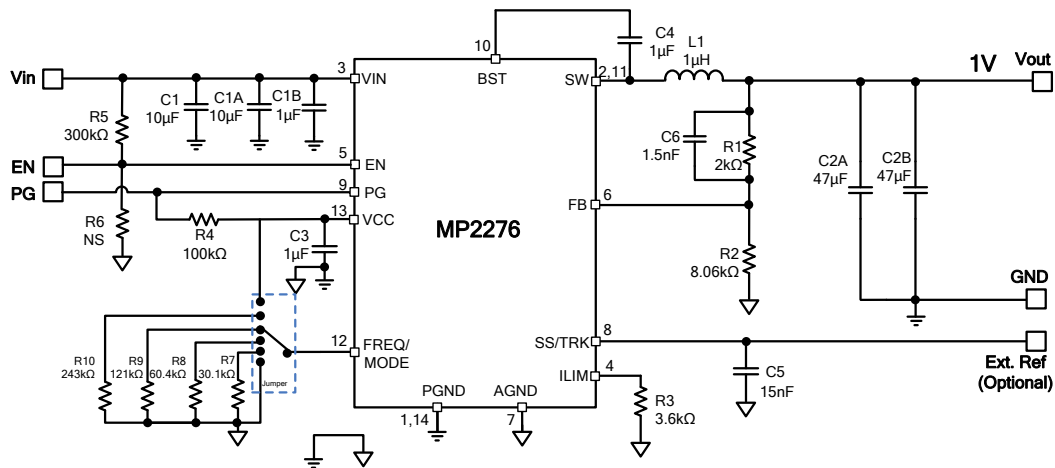 10
BST
C4
1µF
L1
1µH
Vin
3
VIN
SW
2,11
1V
Vout
C1
10µF
C1A
10µF
C1B
1µF
R5
300kΩ
C6
1.5nF
R1
2kΩ
C2A
47µF
C2B
47µF
EN
5
EN
PG
9
PG
R6
NS
R4
100kΩ
13
VCC
C3
1µF
MP2276
FB
6
R2
8.06kΩ
GND
R10
243kΩ
R9
121kΩ
R8
60.4kΩ
R7
30.1kΩ
Jumper
12
FREQ/
MODE
SS/TRK
8
Ext. Ref
(Optional)
C5
15nF
ILIM
4
R3
3.6kΩ
PGND
1,14
AGND
7